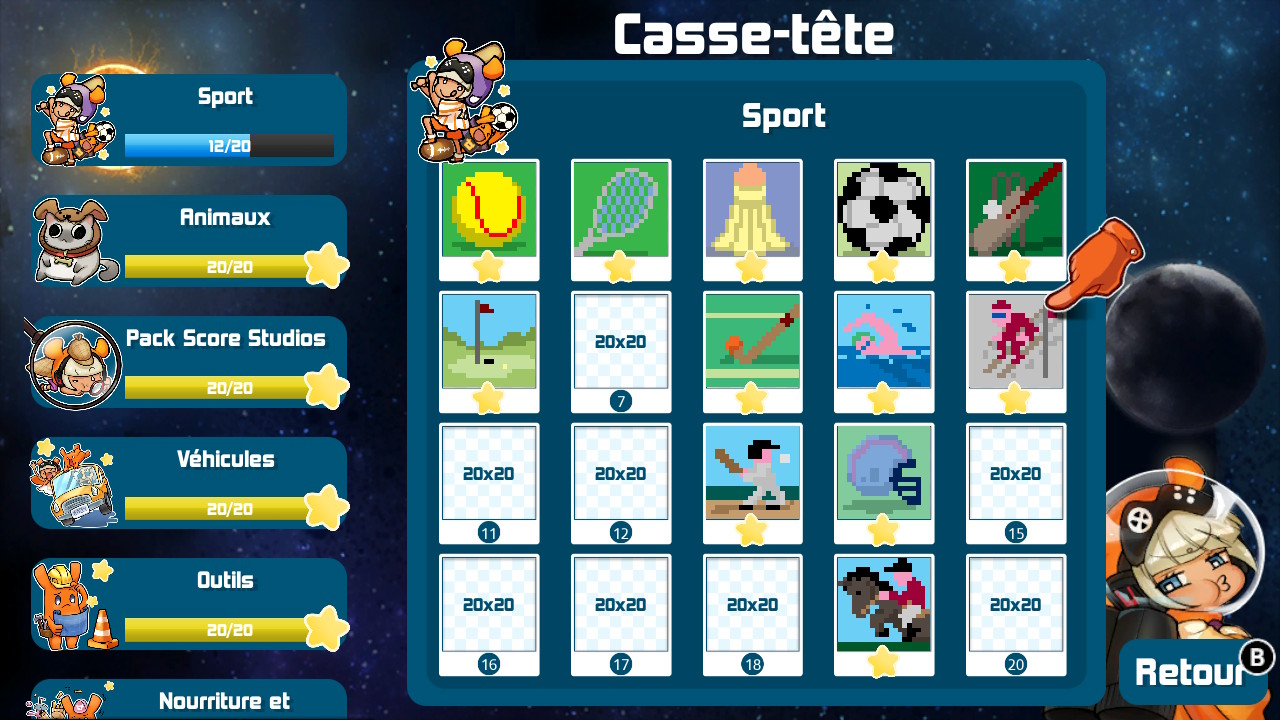 Casse-tête
Sport
12/20
Animaux
20/20
Pack Score Studios
20/20
Véhicules
20/20
Outils
20/20
Nourriture et
Sport
20x20
7
20x20
20x20
20x20
11
12
15
20x20
20x20
20x20
20x20
16
17
18
20
Retour
B